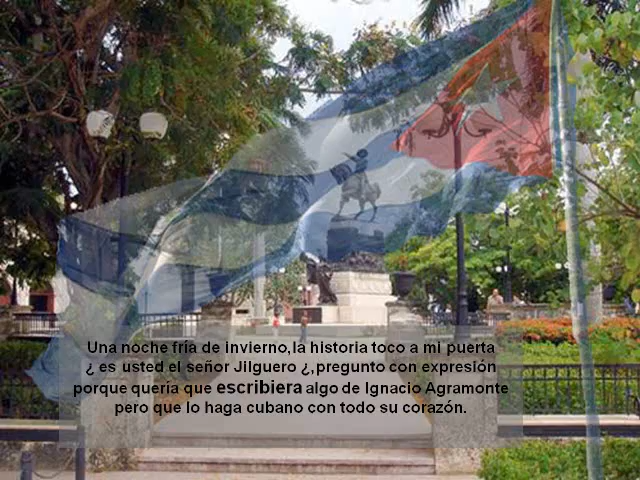 Una noche fría de invierno,la historia toco a mi puerta
¿ es usted el señor Jilguero ¿,pregunto con expresión
porque quería que escribiera algo de Ignacio Agramonte
pero que lo haga cubano con todo su corazón.